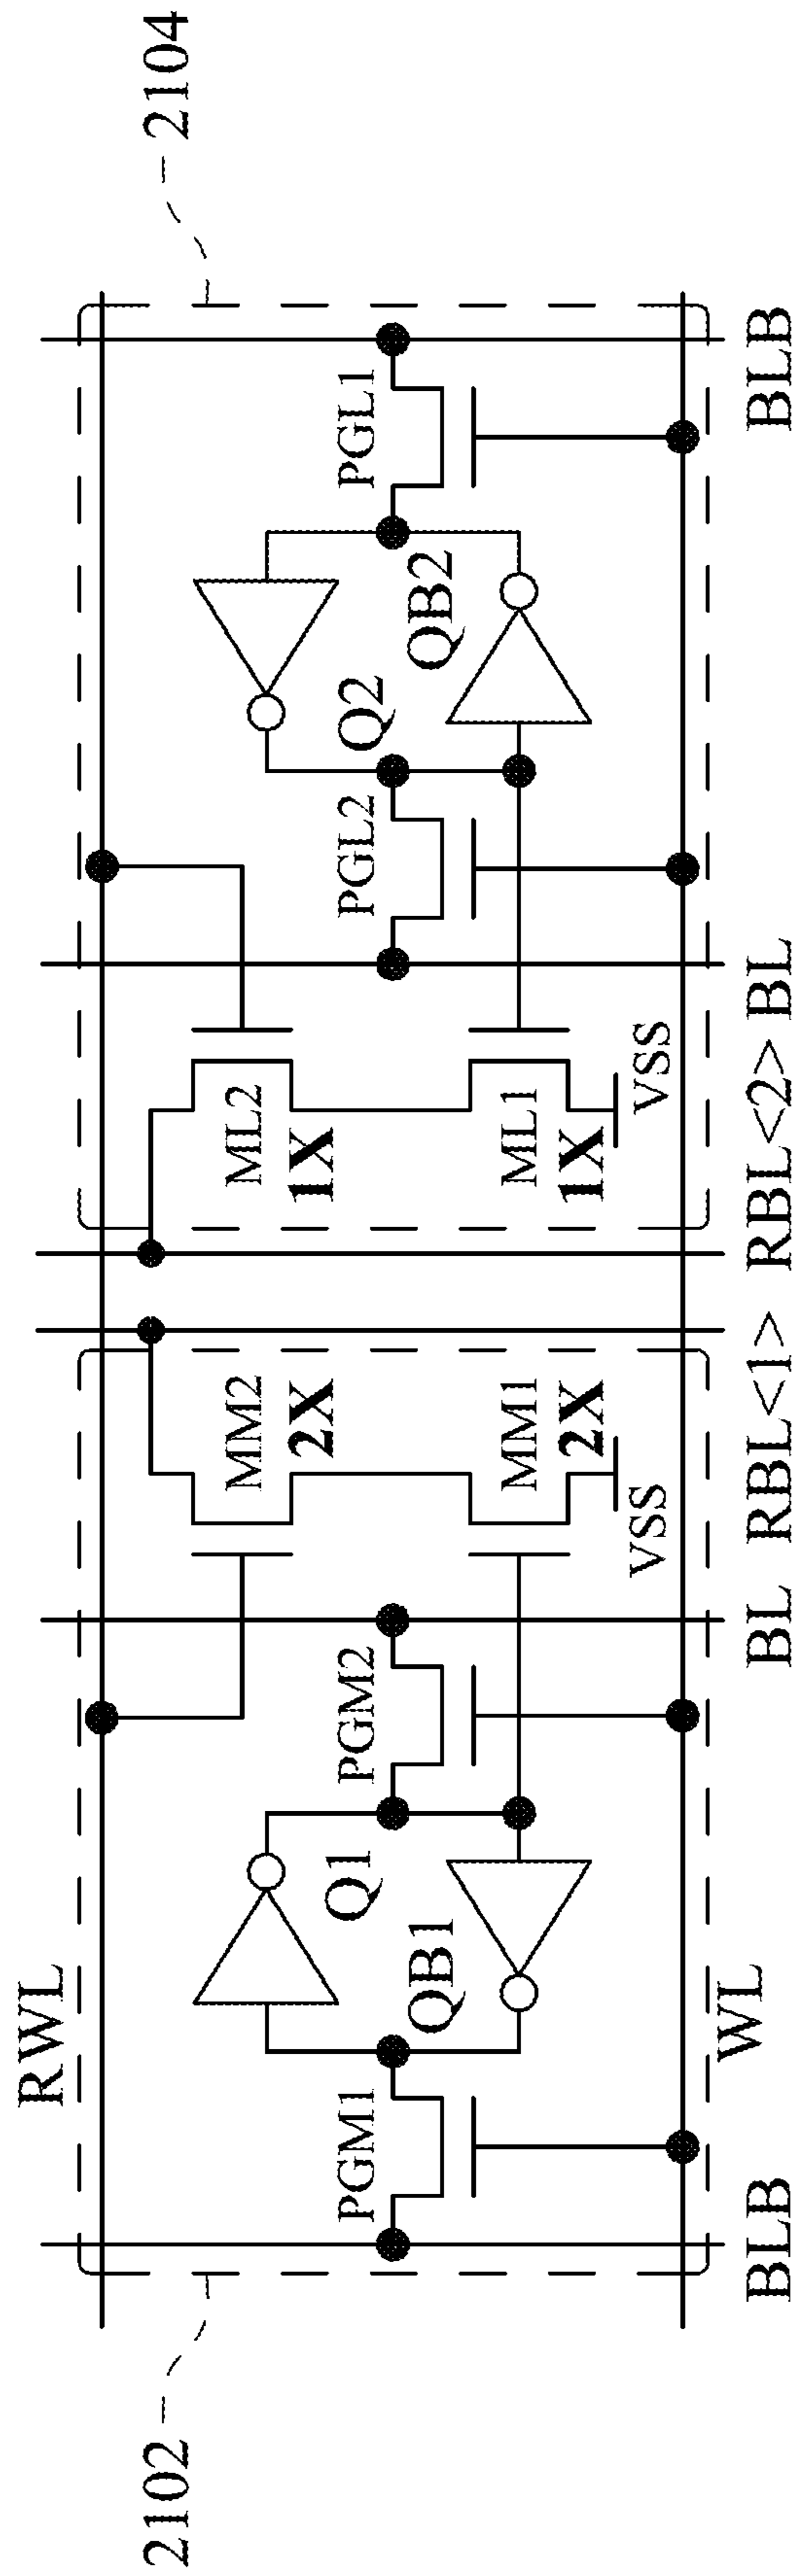 2102
2104
RWL
PGM1
QB1
Q1
PGM2
MM2
2X
MM1
2X
VSS
ML2
1X
ML1
1X
VSS
PGL2
Q2
QB2
PGL1
WL
BLB
BL
RBL<1>
RBL<2>
BL
BLB